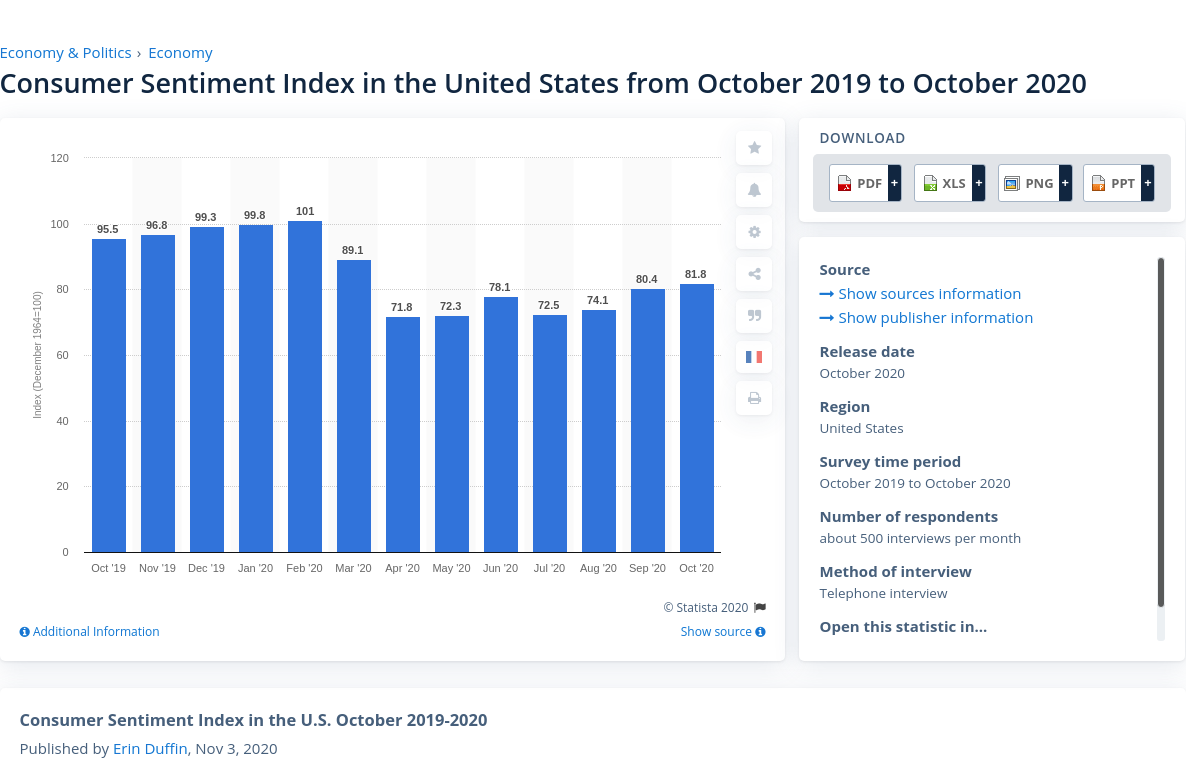 Economy & Politics › Economy
Consumer Sentiment Index in the United States from October 2019 to October 2020
120
100
80
60
40
20
0
Index (December 1964=100)
95.5
96.8
99.3
99.8
101
89.1
71.8
72.3
78.1
72.5
74.1
80.4
81.8
Oct '19 Nov '19 Dec '19 Jan '20 Feb '20 Mar '20 Apr '20 May '20 Jun '20 Jul '20 Aug '20 Sep '20 Oct '20
© Statista 2020
Additional Information
Show source
DOWNLOAD
PDF + XLS + PNG + PPT +
Source
Show sources information
Show publisher information
Release date
October 2020
Region
United States
Survey time period
October 2019 to October 2020
Number of respondents
about 500 interviews per month
Method of interview
Telephone interview
Open this statistic in...
Consumer Sentiment Index in the U.S. October 2019-2020
Published by Erin Duffin, Nov 3, 2020